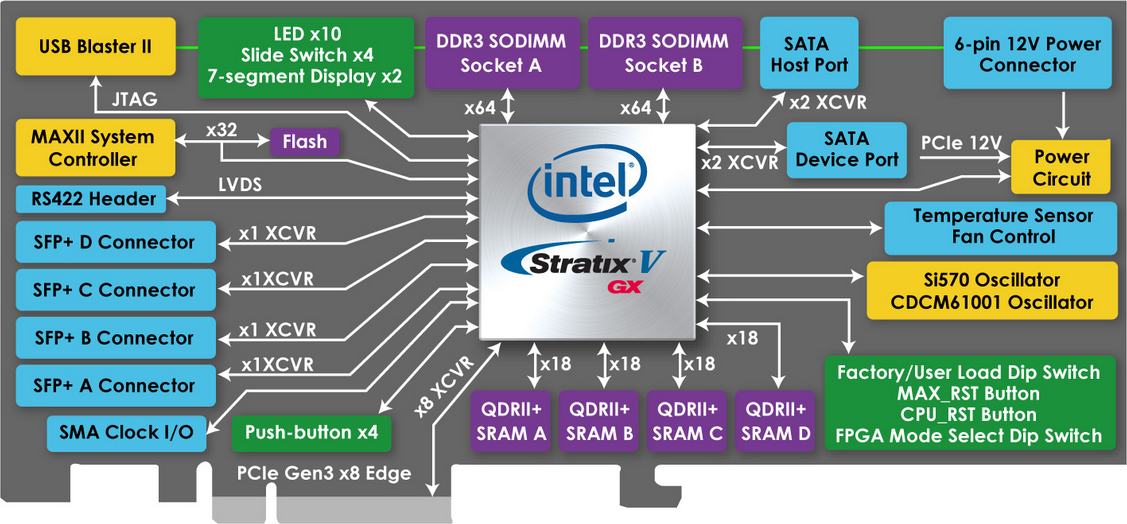 USB Blaster II
LED x10
Slide Switch x4
7-segment Display x2
DDR3 SODIMM
Socket A
DDR3 SODIMM
Socket B
SATA
Host Port
6-pin 12V Power
Connector
JTAG
x64
x64
x2 XCVR
MAXII System
Controller
x32
Flash
SATA
Device Port
x2 XCVR
PCIe 12V
Power
Circuit
intel®
Stratix® V
GX
LVDS
RS422 Header
SFP+ D Connector
x1 XCVR
Temperature Sensor
Fan Control
SFP+ C Connector
x1XCVR
Si570 Oscillator
CDCM61001 Oscillator
SFP+ B Connector
x1 XCVR
SFP+ A Connector
x1XCVR
x8 XCVR
x18
x18
x18
x18
Factory/User Load Dip Switch
MAX_RST Button
CPU_RST Button
FPGA Mode Select Dip Switch
SMA Clock I/O
Push-button x4
QDRII+
SRAM A
QDRII+
SRAM B
QDRII+
SRAM C
QDRII+
SRAM D
PCIe Gen3 x8 Edge